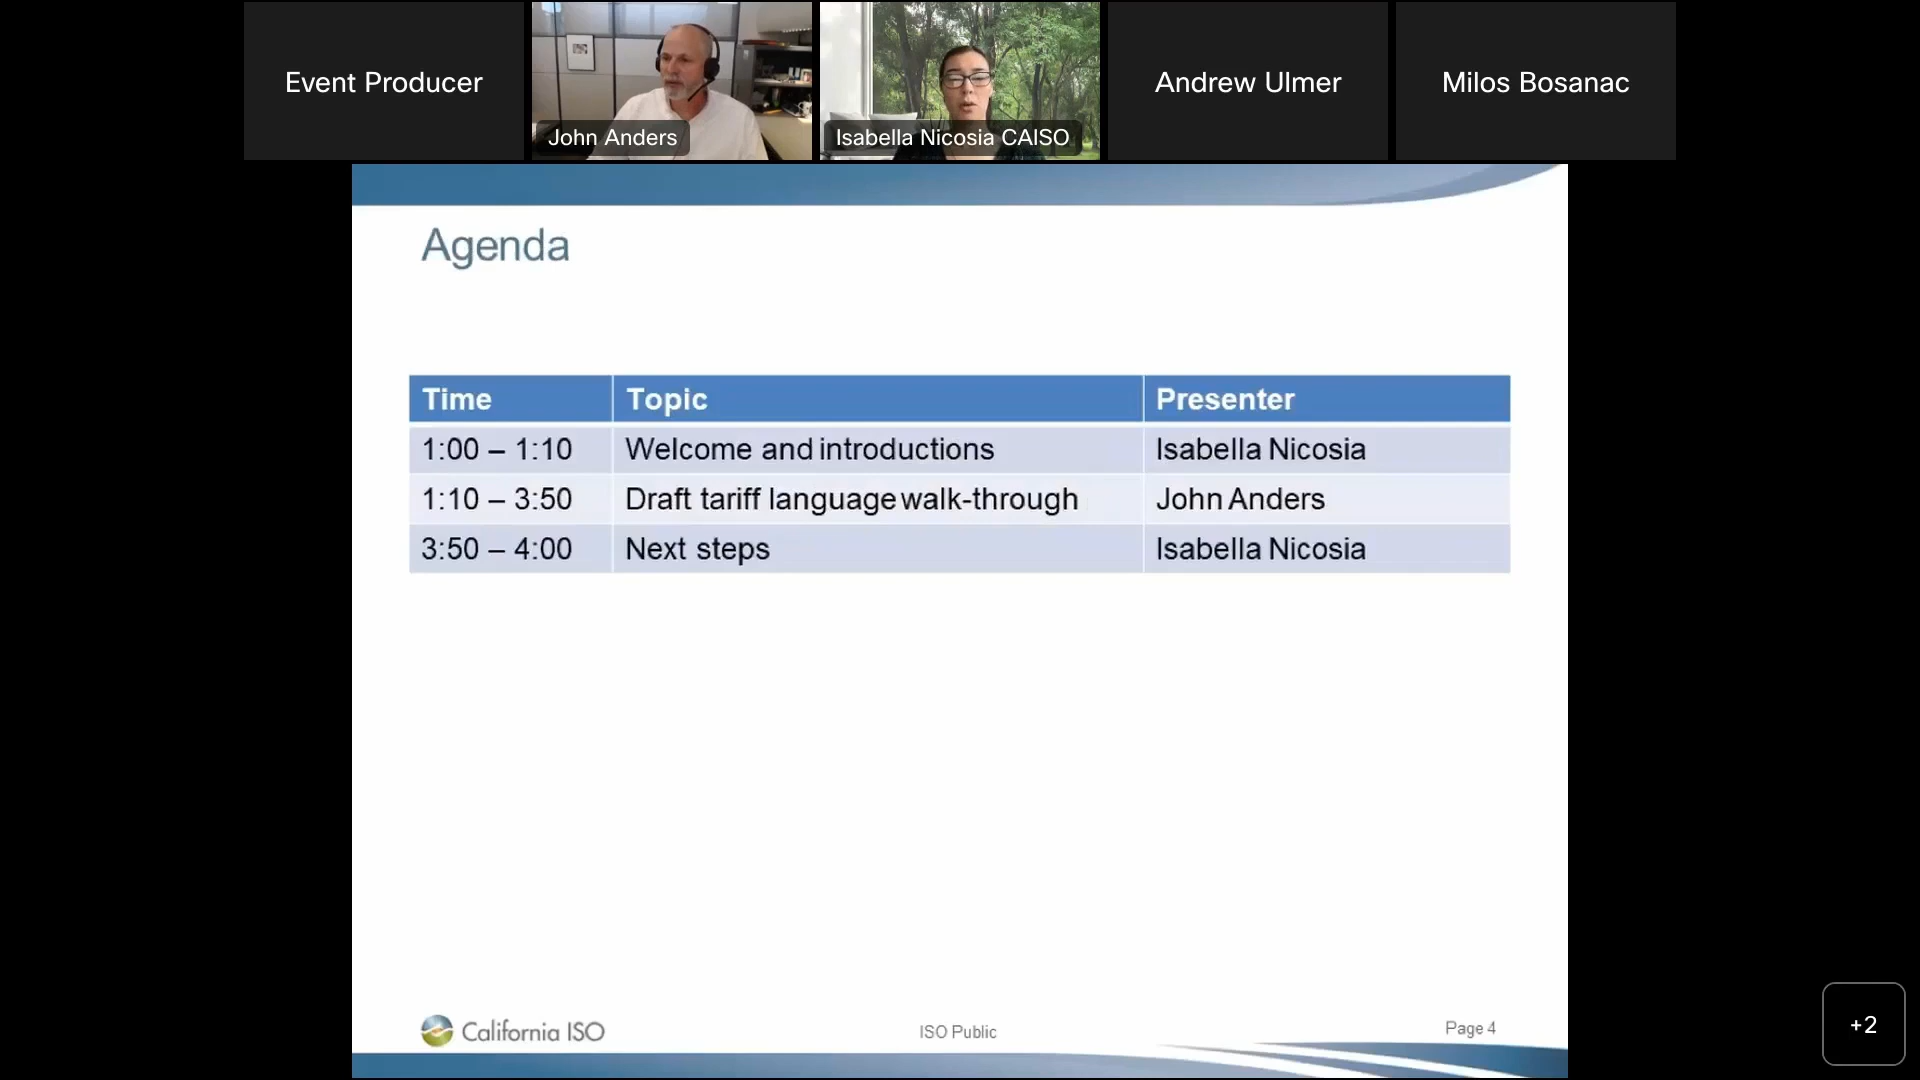 Event Producer
John Anders
Isabella Nicosia CAISO
Andrew Ulmer
Milos Bosanac
Agenda
Time Topic Presenter
1:00 – 1:10 Welcome and introductions Isabella Nicosia
1:10 – 3:50 Draft tariff language walk-through John Anders
3:50 – 4:00 Next steps Isabella Nicosia
California ISO
ISO Public
Page 4
+2